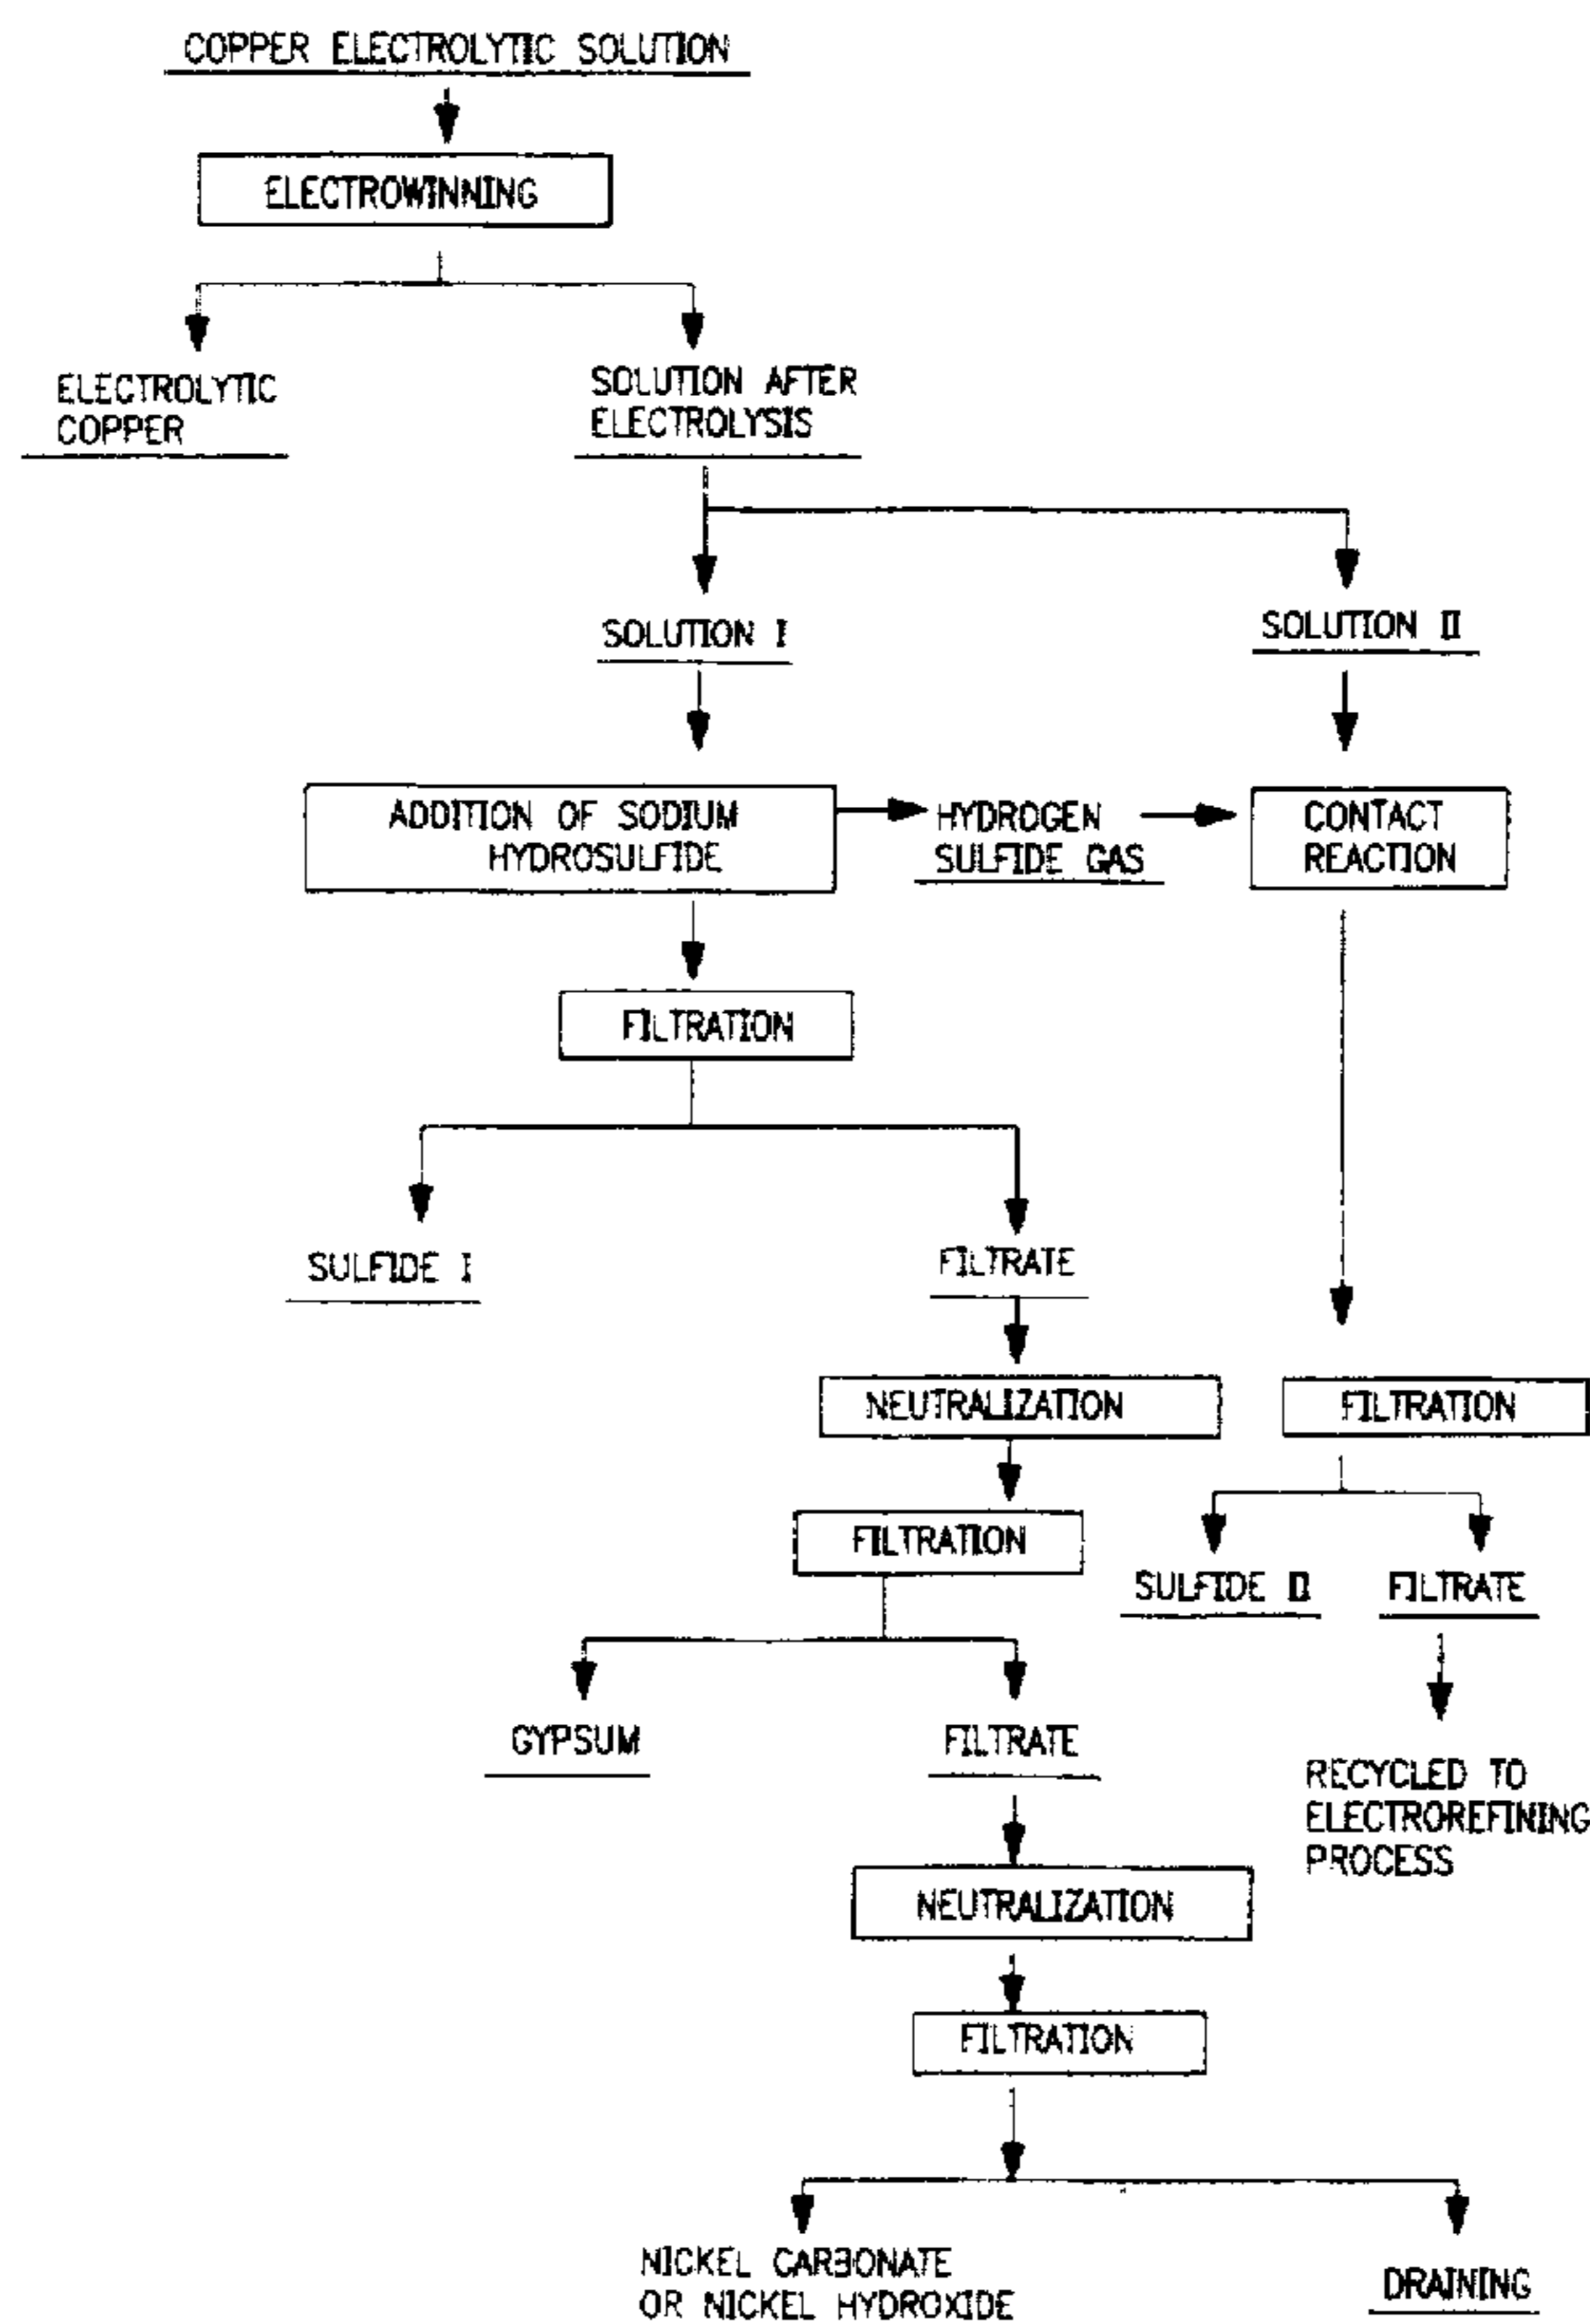 COPPER ELECTROLYTIC SOLUTION
ELECTROWINNING
ELECTROLYTIC
COPPER
SOLUTION AFTER
ELECTROLYSIS
SOLUTION I
SOLUTION II
ADDITION OF SODIUM
HYDROSULFIDE
HYDROGEN
SULFIDE GAS
CONTACT
REACTION
FILTRATION
SULFIDE I
FILTRATE
NEUTRALIZATION
FILTRATION
FILTRATION
SULFIDE II
FILTRATE
GYPSUM
FILTRATE
RECYCLED TO
ELECTROREFINING
PROCESS
NEUTRALIZATION
FILTRATION
NICKEL CARBONATE
OR NICKEL HYDROXIDE
DRAINING